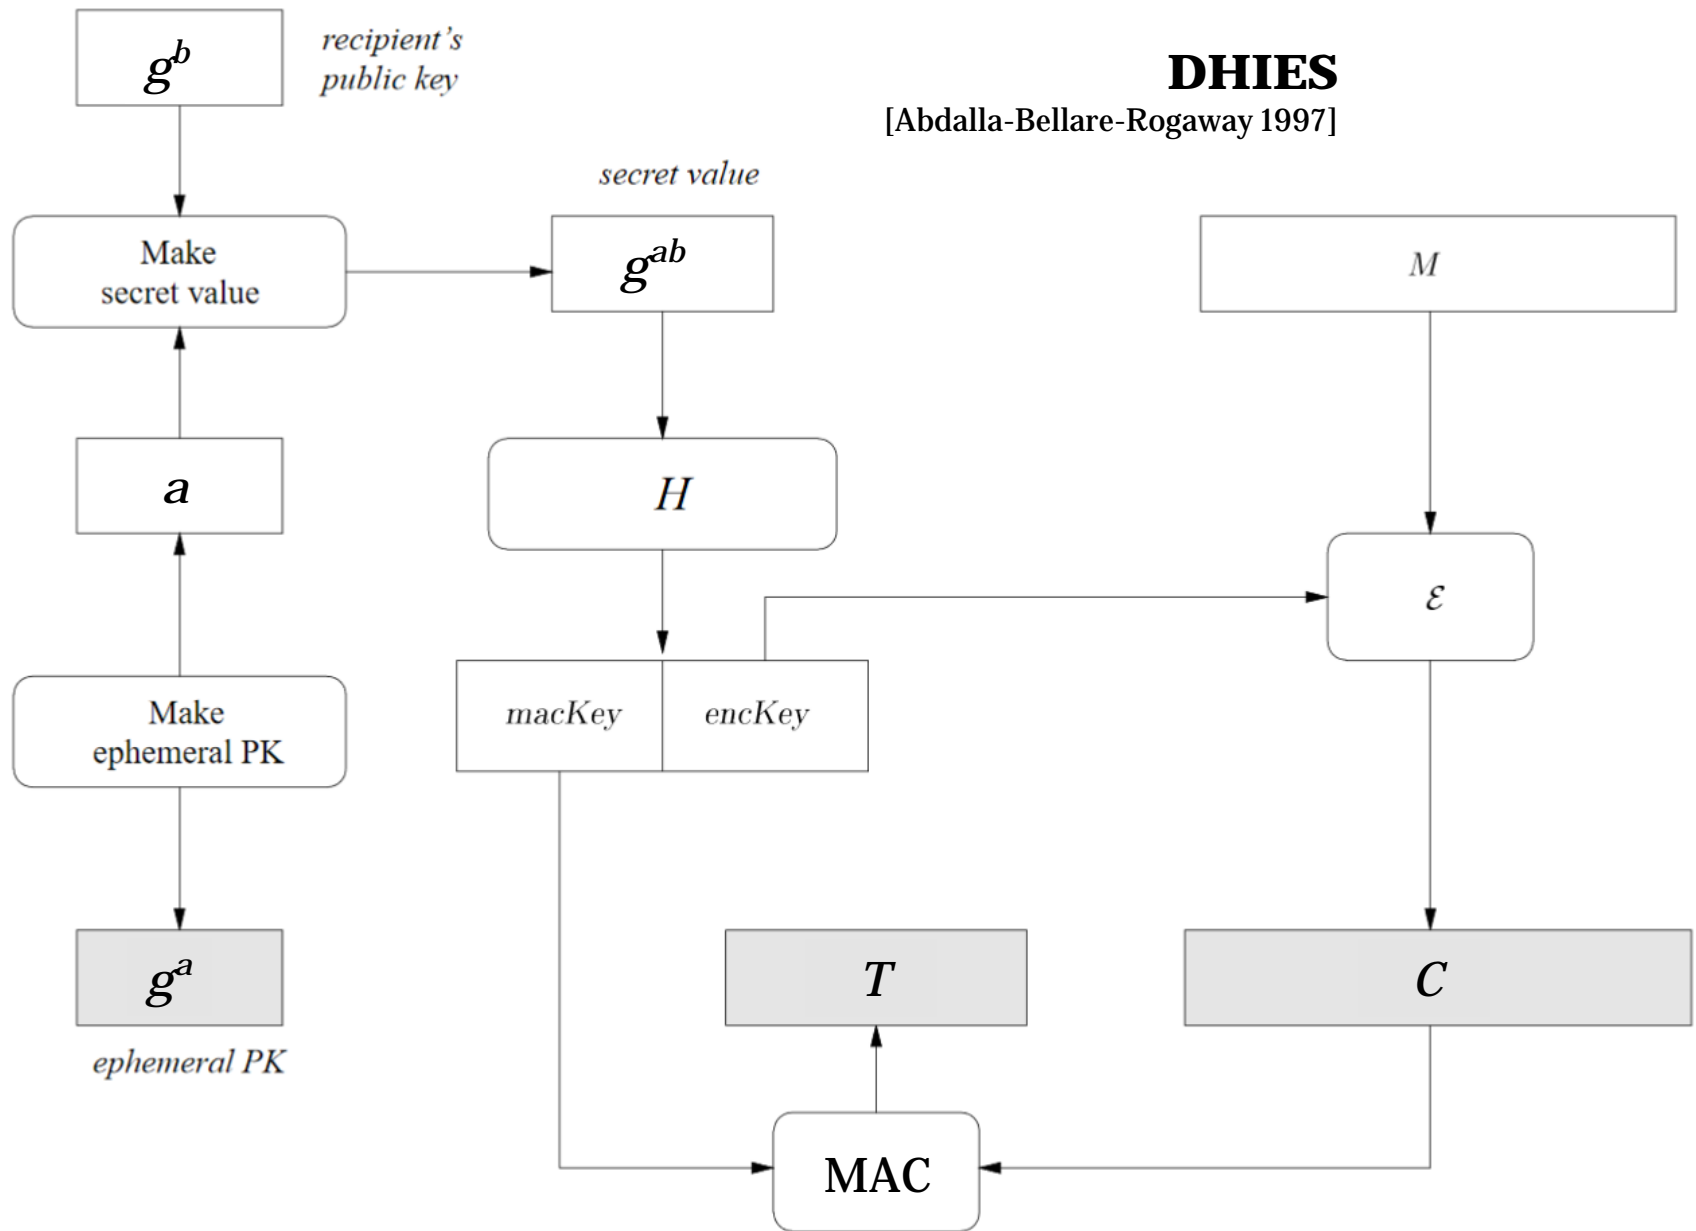 g^b
recipient's
public key
DHIES
[Abdalla-Bellare-Rogaway 1997]
secret value
Make
secret value
g^{ab}
M
a
H
ℰ
Make
ephemeral PK
macKey
encKey
g^a
T
C
ephemeral PK
MAC